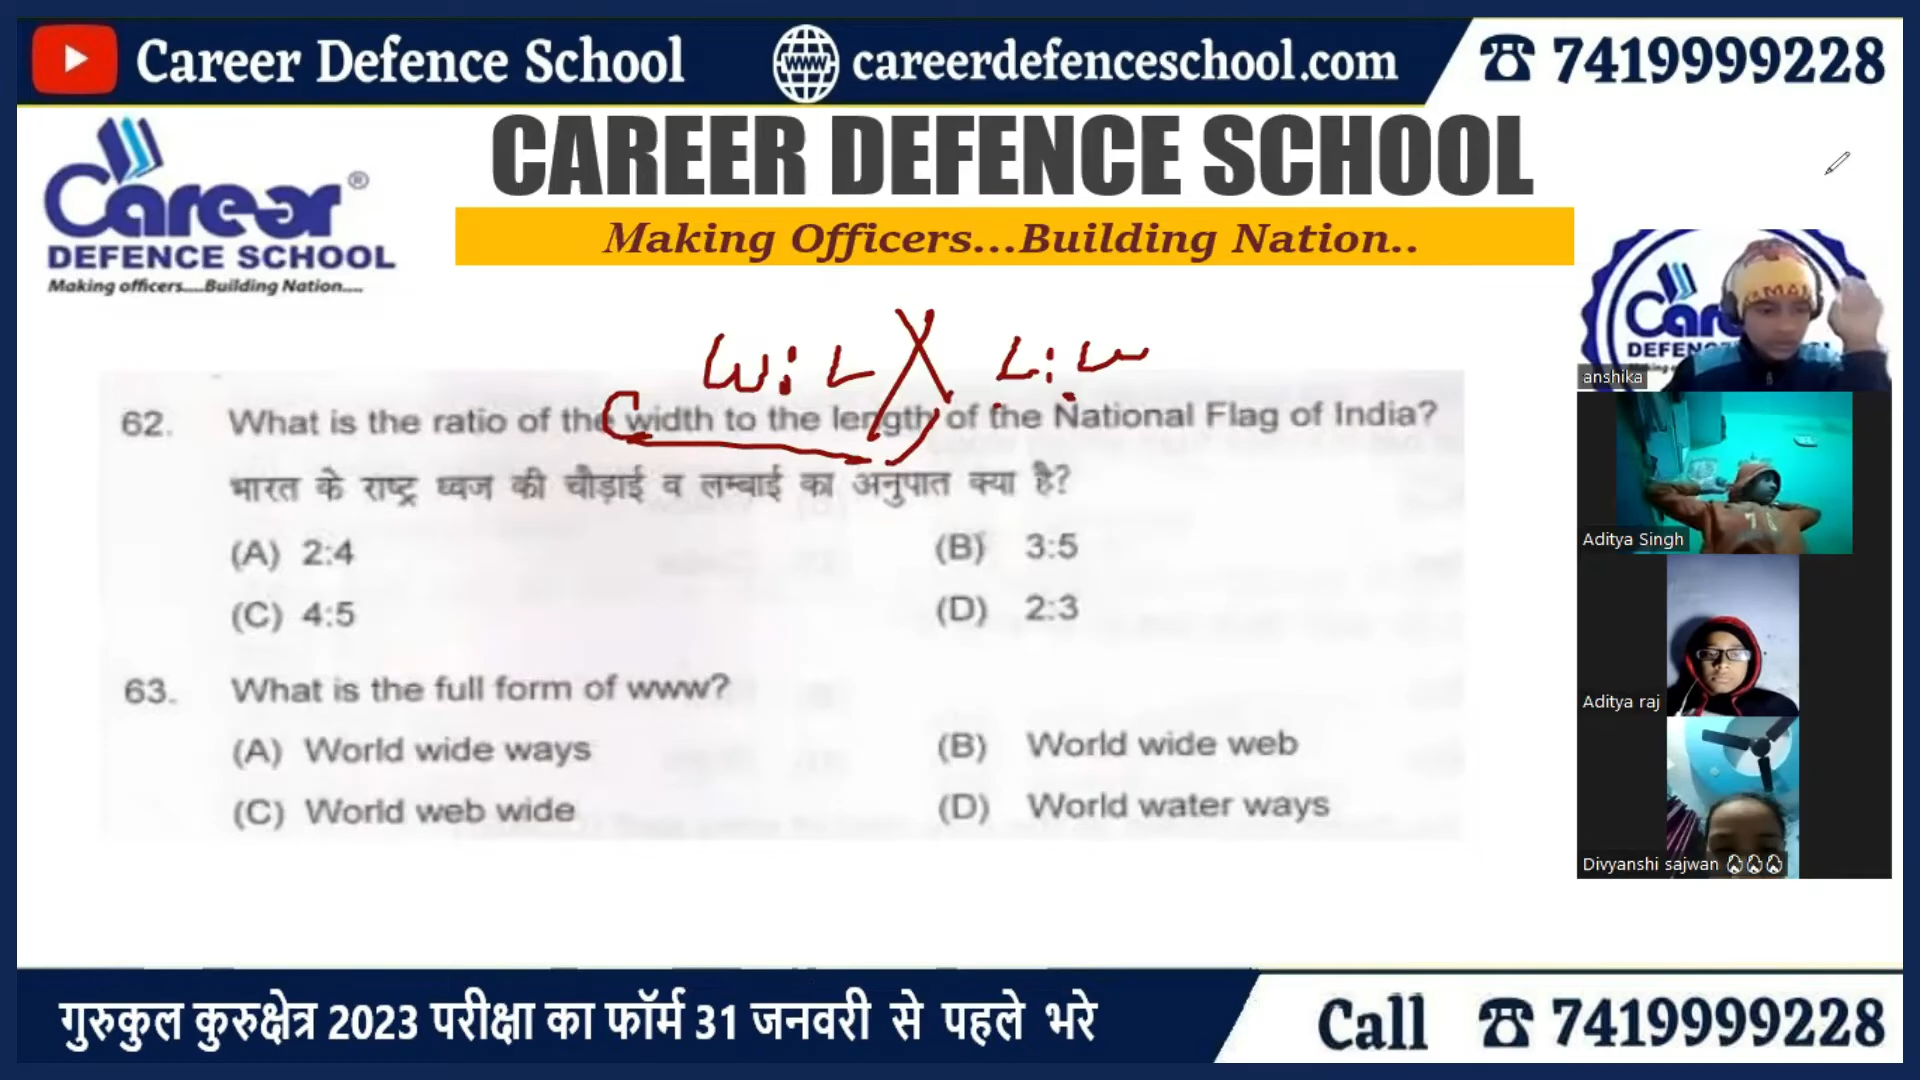 Career Defence School
www
careerdefenceschool.com
7419999228
CAREER DEFENCE SCHOOL
Making Officers...Building Nation..
Career ®
DEFENCE SCHOOL
Making officers....Building Nation....
W:L
L:W
62. What is the ratio of the width to the length of the National Flag of India?
भारत के राष्ट्र ध्वज की चौड़ाई व लम्बाई का अनुपात क्या है?
(A) 2:4
(B) 3:5
(C) 4:5
(D) 2:3
63. What is the full form of www?
(A) World wide ways
(B) World wide web
(C) World web wide
(D) World water ways
anshika
Aditya Singh
Aditya raj
Divyanshi sajwan
गुरुकुल कुरुक्षेत्र 2023 परीक्षा का फॉर्म 31 जनवरी से पहले भरे
Call 7419999228